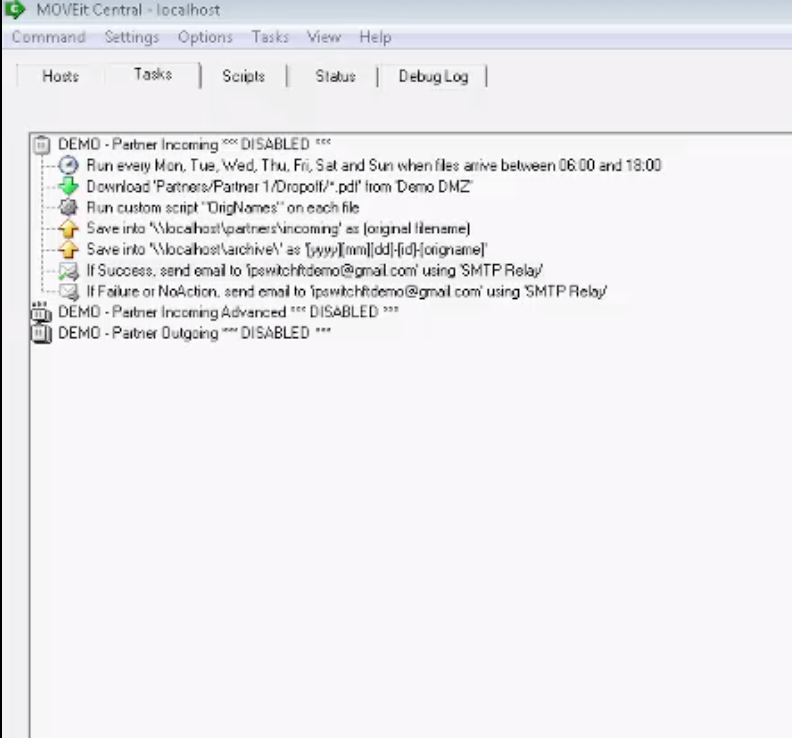 MOVEit Central - localhost
Command Settings Options Tasks View Help
Hosts Tasks Scripts Status Debug Log
DEMO - Partner Incoming *** DISABLED ***
Run every Mon, Tue, Wed, Thu, Fri, Sat and Sun when files arrive between 06:00 and 18:00
Download 'Partners/Partner 1/Dropoff/*.pdf' from 'Demo DMZ'
Run custom script "OrigNames" on each file
Save into '\\localhost\partners\incoming' as (original filename)
Save into '\\localhost\archive\' as '[yyyy][mm][dd]-[id]-[origname]'
If Success, send email to 'ipswitchftdemo@gmail.com' using 'SMTP Relay'
If Failure or NoAction, send email to 'ipswitchftdemo@gmail.com' using 'SMTP Relay'
DEMO - Partner Incoming Advanced *** DISABLED ***
DEMO - Partner Outgoing *** DISABLED ***